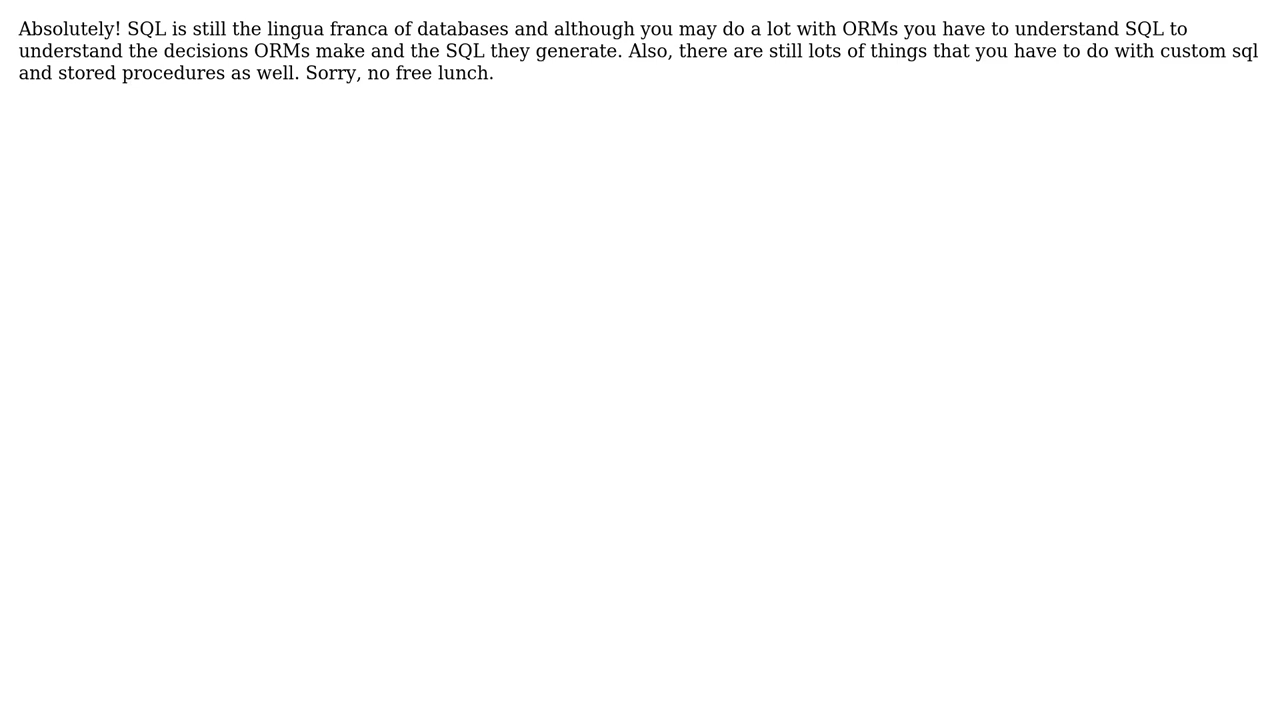 Absolutely! SQL is still the lingua franca of databases and although you may do a lot with ORMs you have to understand SQL to
understand the decisions ORMs make and the SQL they generate. Also, there are still lots of things that you have to do with custom sql
and stored procedures as well. Sorry, no free lunch.